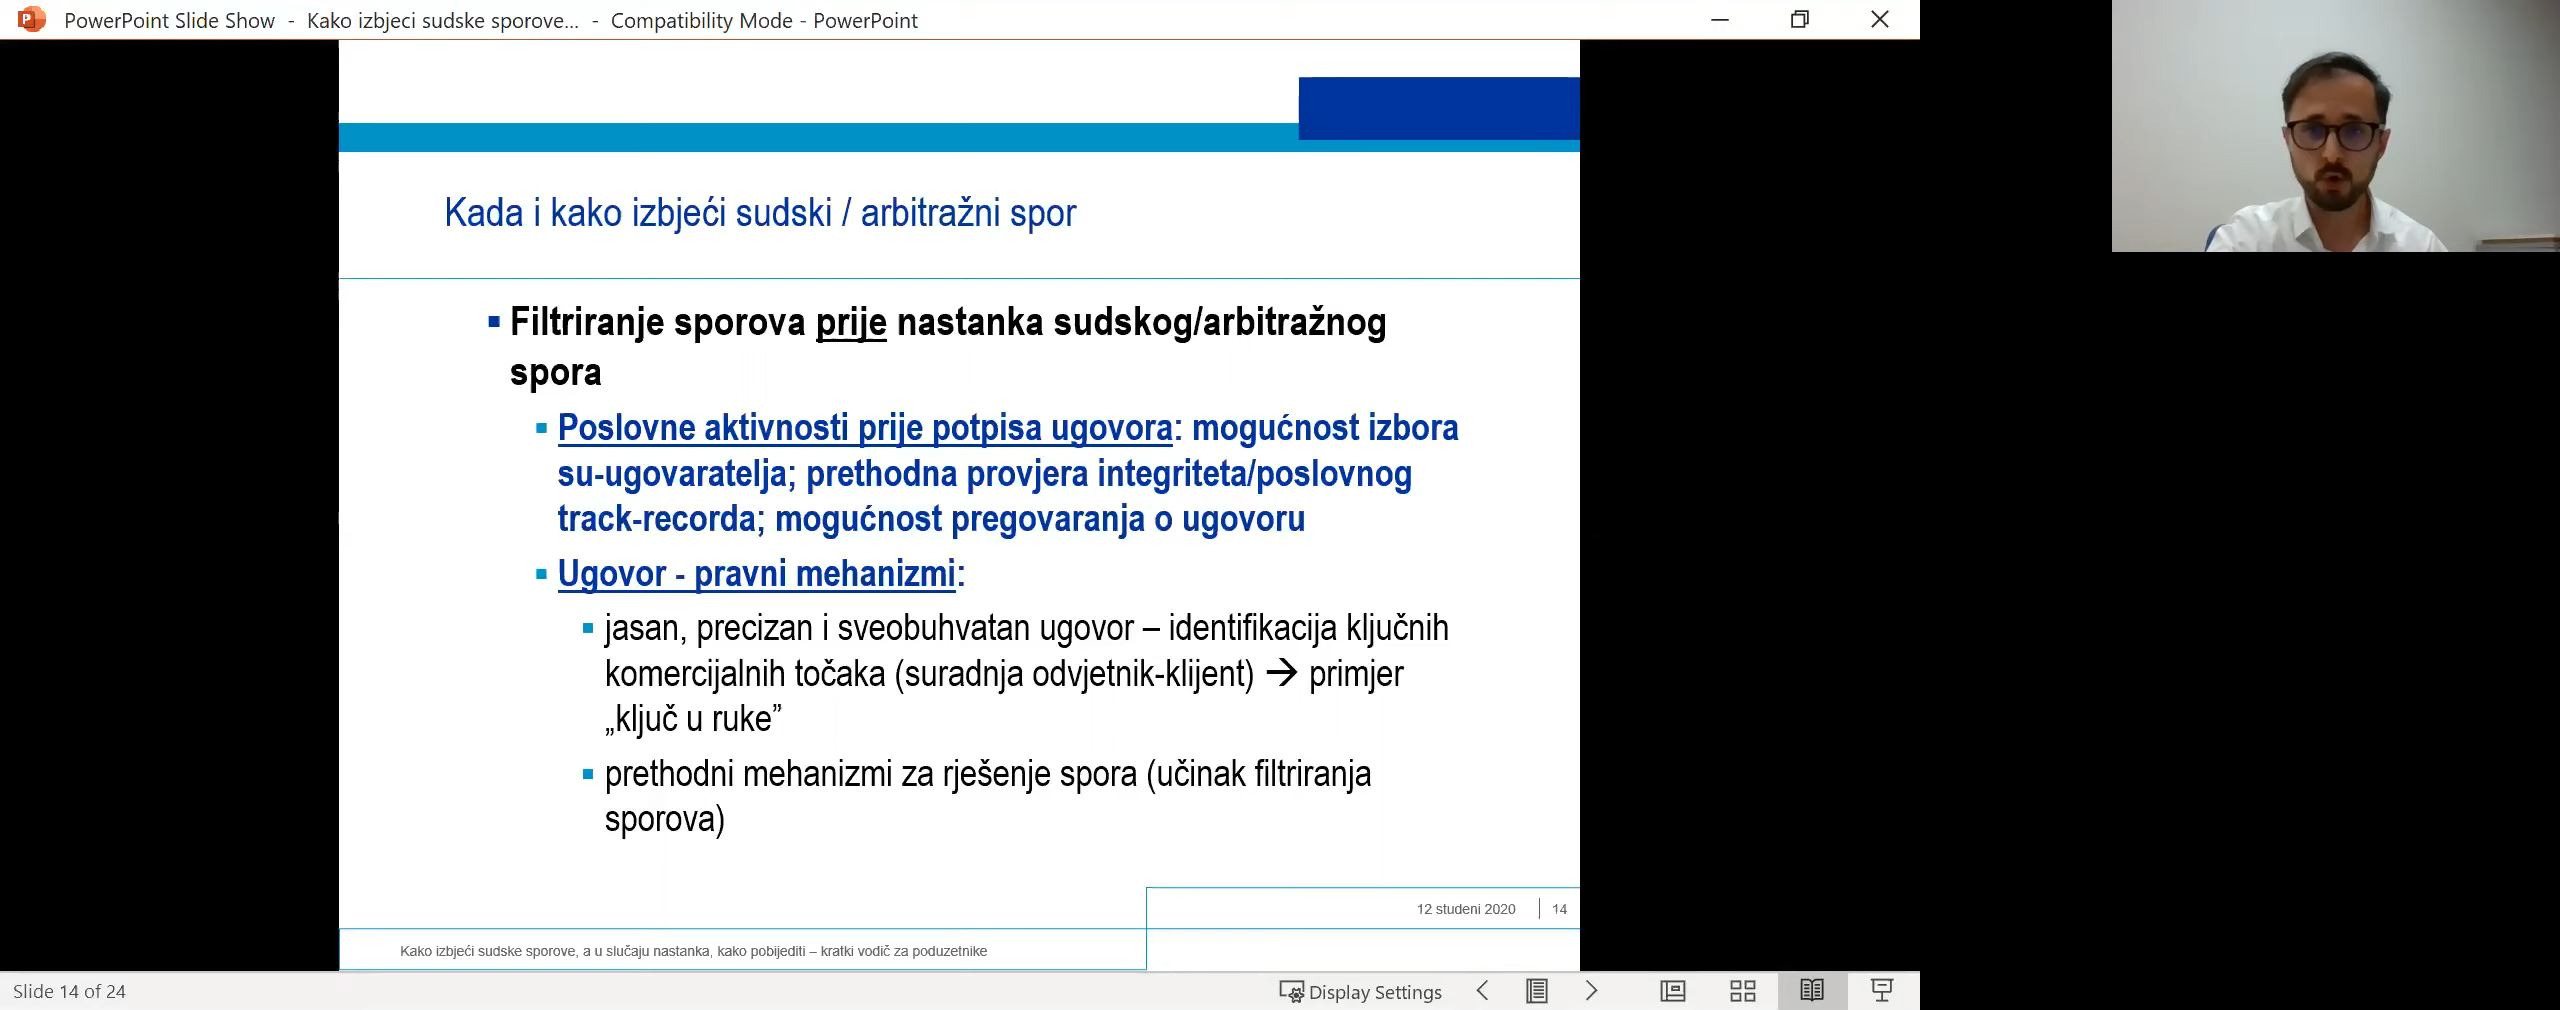 PowerPoint Slide Show - Kako izbjeci sudske sporove... - Compatibility Mode - PowerPoint
Kada i kako izbjeći sudski / arbitražni spor
▪ Filtriranje sporova prije nastanka sudskog/arbitražnog
spora
▪ Poslovne aktivnosti prije potpisa ugovora: mogućnost izbora
su-ugovaratelja; prethodna provjera integriteta/poslovnog
track-recorda; mogućnost pregovaranja o ugovoru
▪ Ugovor - pravni mehanizmi:
▪ jasan, precizan i sveobuhvatan ugovor – identifikacija ključnih
komercijalnih točaka (suradnja odvjetnik-klijent) → primjer
„ključ u ruke”
▪ prethodni mehanizmi za rješenje spora (učinak filtriranja
sporova)
12 studeni 2020 | 14
Kako izbjeći sudske sporove, a u slučaju nastanka, kako pobijediti – kratki vodič za poduzetnike
Slide 14 of 24
Display Settings